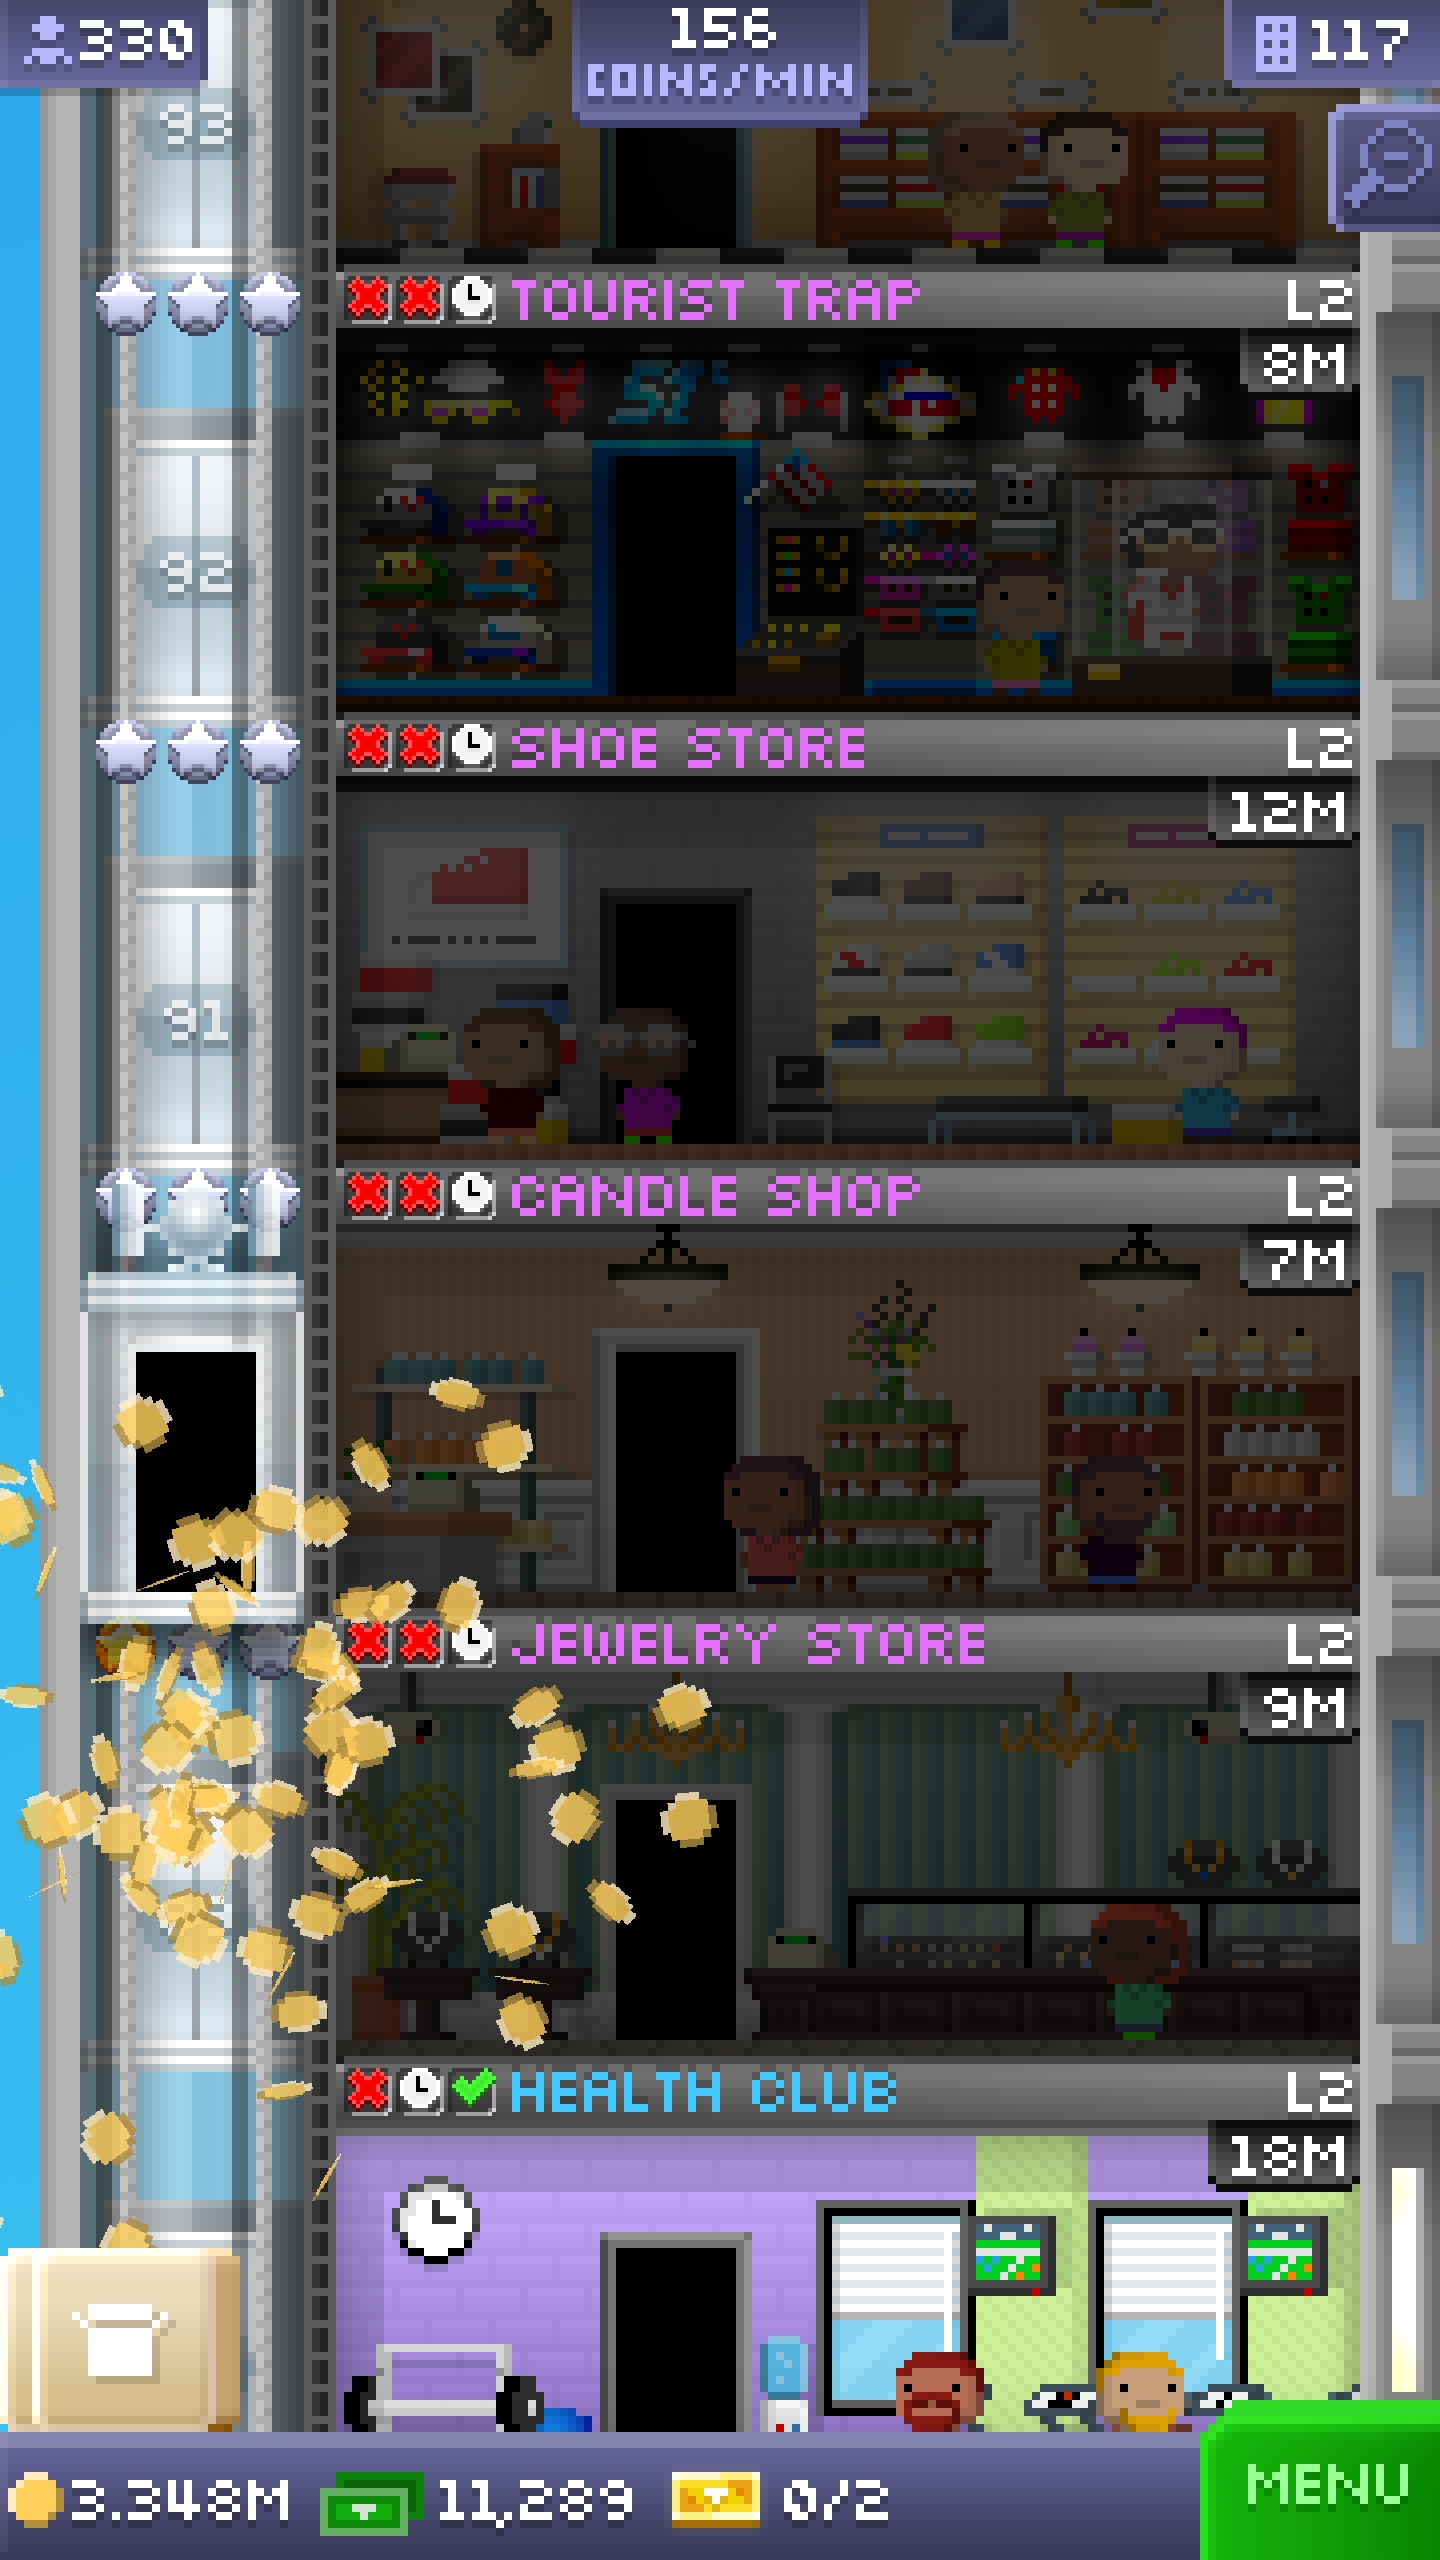 330
156
COINS/MIN
117
93
TOURIST TRAP L2
8M
SF
92
SHOE STORE L2
12M
91
CANDLE SHOP L2
7M
JEWELRY STORE L2
9M
HEALTH CLUB L2
18M
3.348M 11,289 0/2
MENU